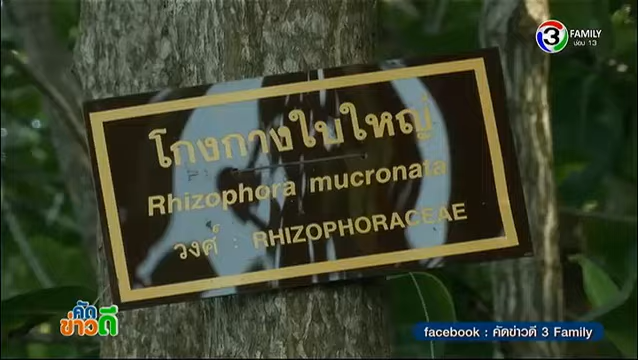 3 FAMILY
ช่อง 13
โกงกางใบใหญ่
Rhizophora mucronata
วงศ์ : RHIZOPHORACEAE
คัด
ข่าวดี
facebook : คัดข่าวดี 3 Family